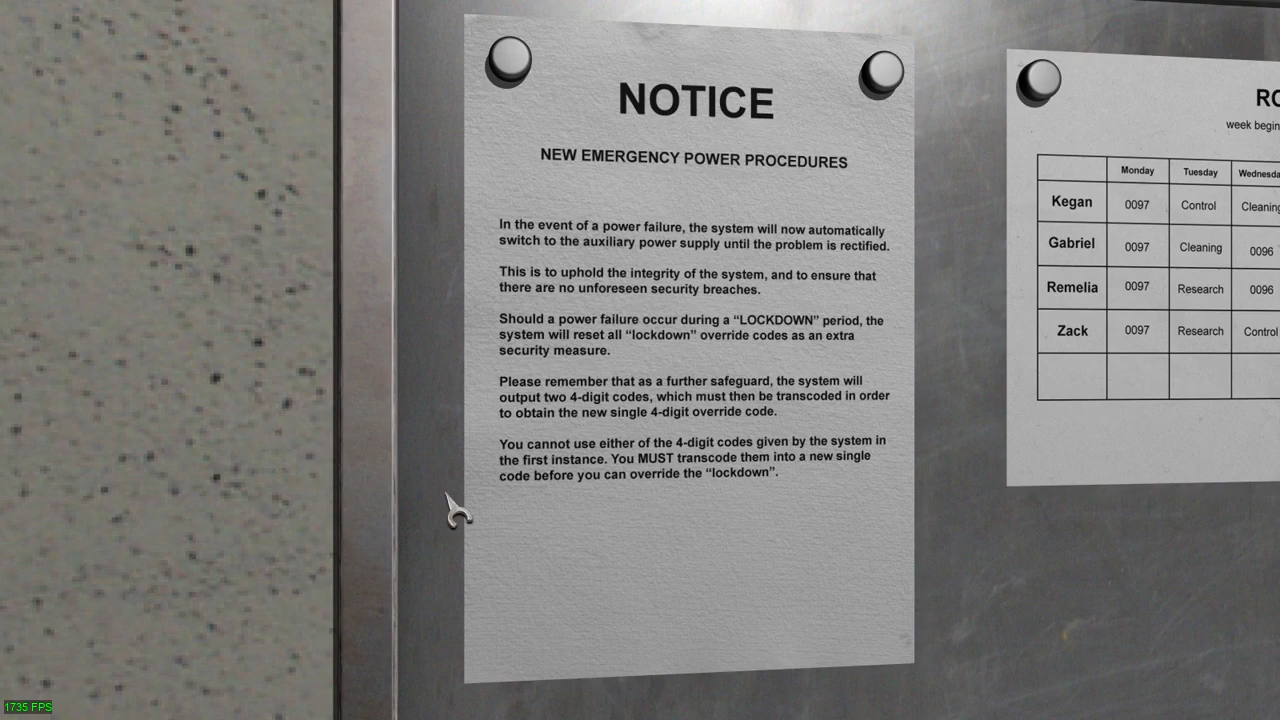 NOTICE
NEW EMERGENCY POWER PROCEDURES
In the event of a power failure, the system will now automatically
switch to the auxiliary power supply until the problem is rectified.
This is to uphold the integrity of the system, and to ensure that
there are no unforeseen security breaches.
Should a power failure occur during a “LOCKDOWN” period, the
system will reset all “lockdown” override codes as an extra
security measure.
Please remember that as a further safeguard, the system will
output two 4-digit codes, which must then be transcoded in order
to obtain the new single 4-digit override code.
You cannot use either of the 4-digit codes given by the system in
the first instance. You MUST transcode them into a new single
code before you can override the “lockdown”.
week
Monday Tuesday
Kegan 0097 Control Cleaning
Gabriel 0097 Cleaning 0096
Remelia 0097 Research 0096
Zack 0097 Research Control
1735 FPS